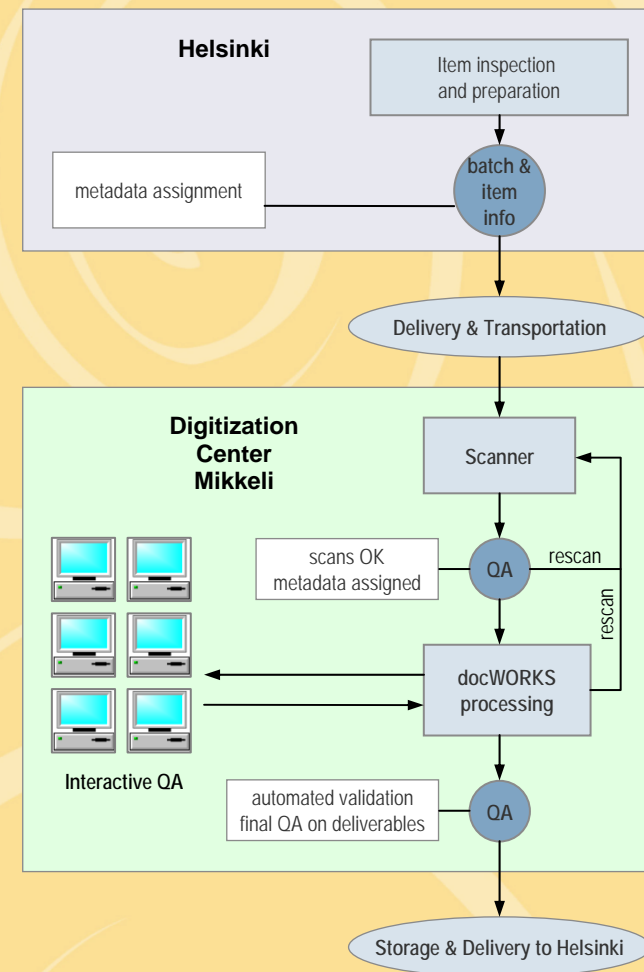 Helsinki
Item inspection
and preparation
metadata assignment
batch &
item
info
Delivery & Transportation
Digitization
Center
Mikkeli
Scanner
scans OK
metadata assigned
QA
rescan
rescan
docWORKS
processing
Interactive QA
automated validation
final QA on deliverables
QA
Storage & Delivery to Helsinki